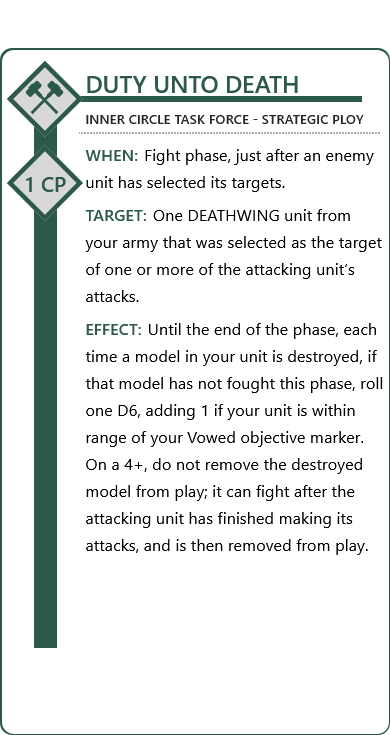 DUTY UNTO DEATH
INNER CIRCLE TASK FORCE - STRATEGIC PLOY
WHEN: Fight phase, just after an enemy
1 CP unit has selected its targets.
TARGET: One DEATHWING unit from
your army that was selected as the target
of one or more of the attacking unit's
attacks.
EFFECT: Until the end of the phase, each
time a model in your unit is destroyed, if
that model has not fought this phase, roll
one D6, adding 1 if your unit is within
range of your Vowed objective marker.
On a 4+, do not remove the destroyed
model from play; it can fight after the
attacking unit has finished making its
attacks, and is then removed from play.